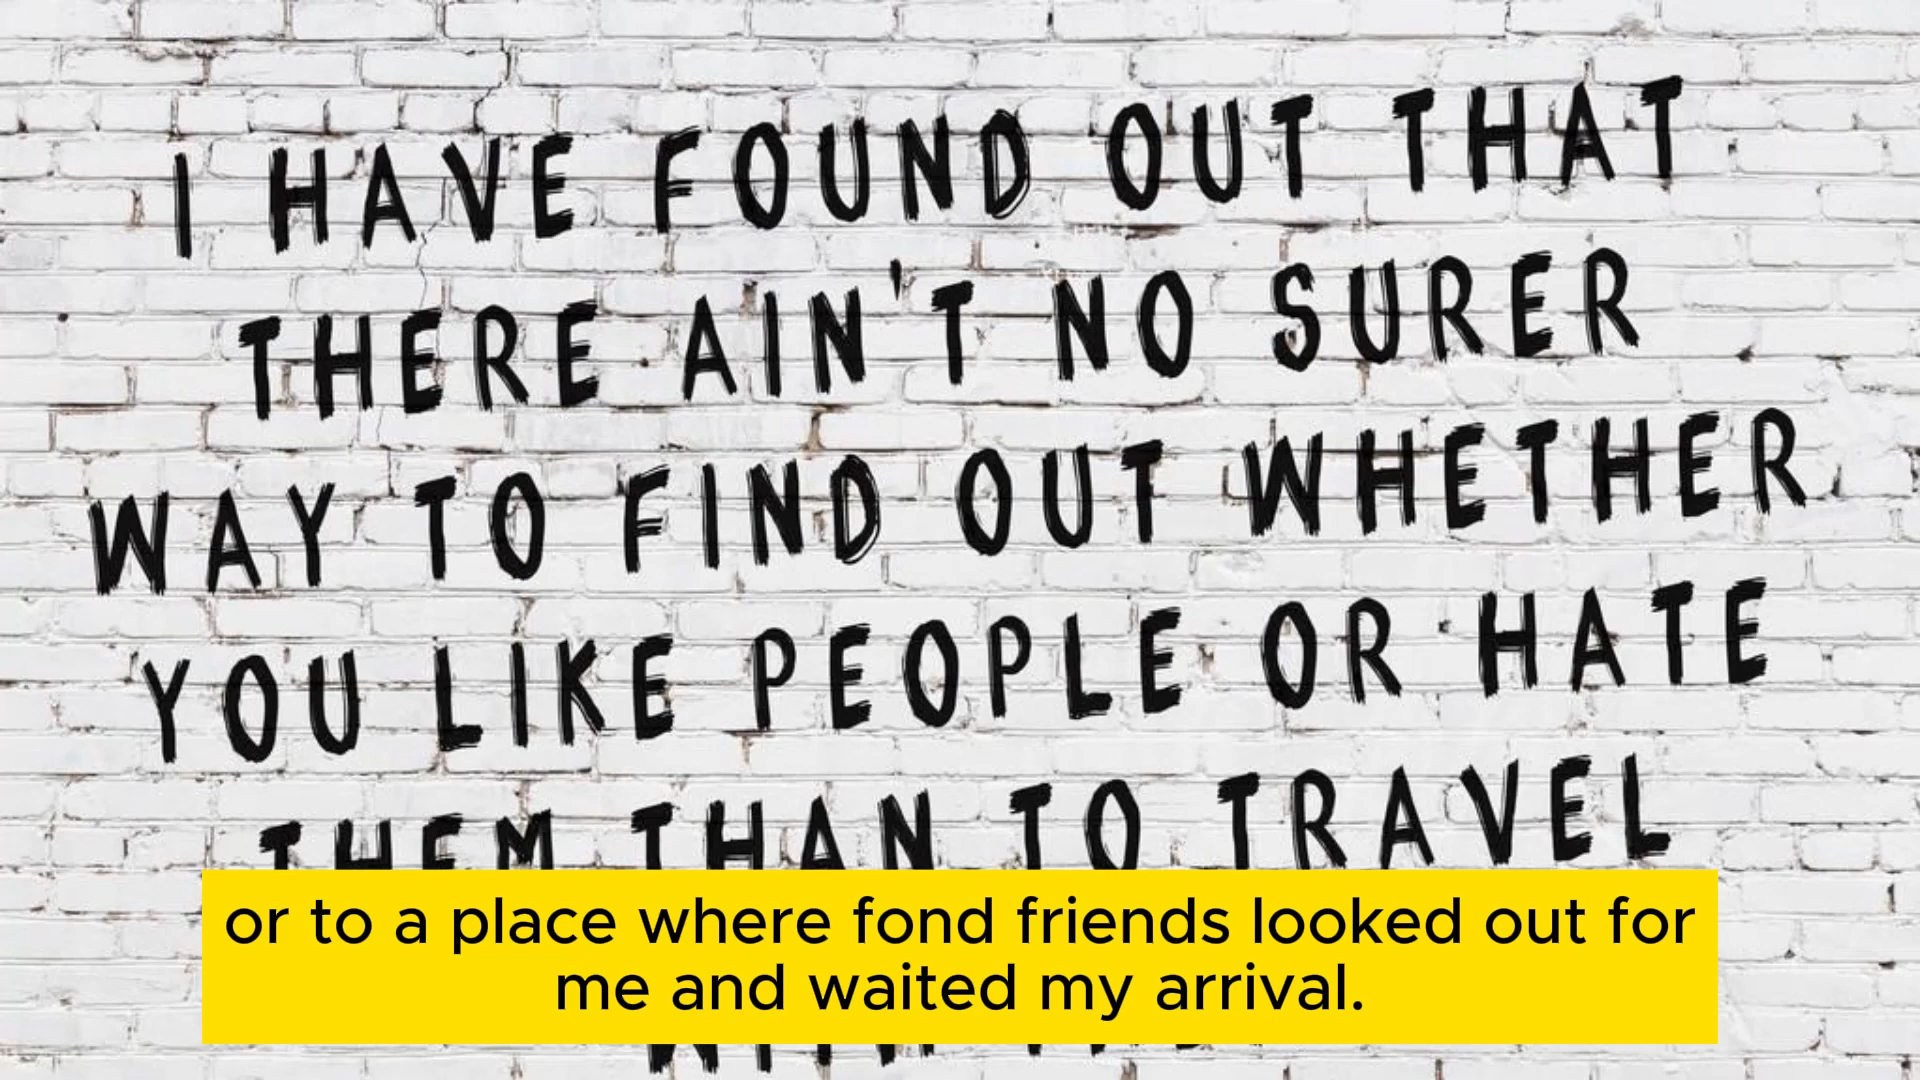 I HAVE FOUND OUT THAT
THERE AIN'T NO SURER
WAY TO FIND OUT WHETHER
YOU LIKE PEOPLE OR HATE
THEM THAN TO TRAVEL
or to a place where fond friends looked out for
me and waited my arrival.